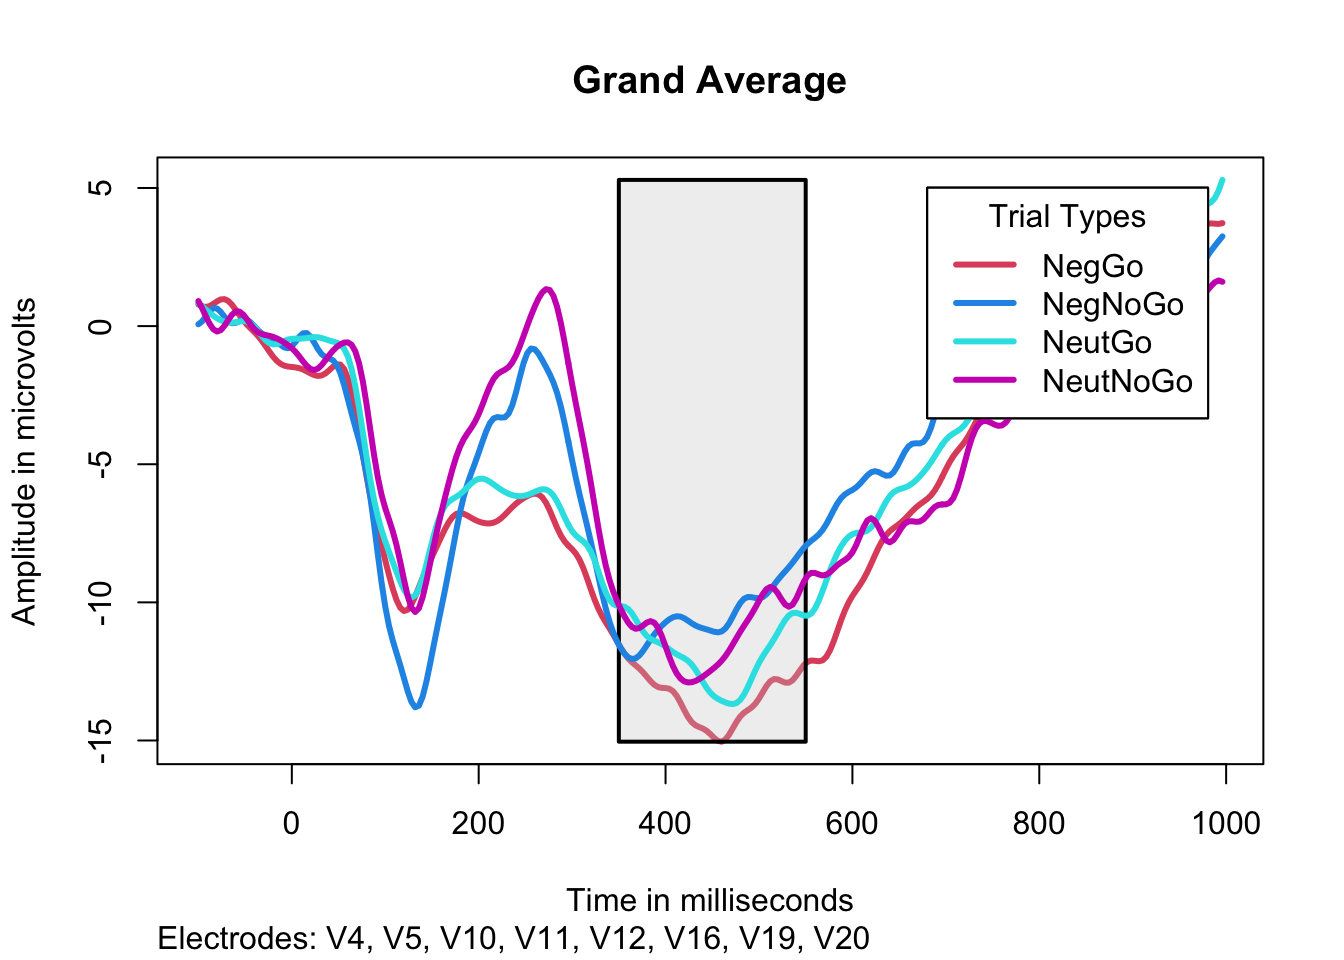 Grand Average
5
0
-5
-10
-15
Amplitude in microvolts
Trial Types
NegGo
NegNoGo
NeutGo
NeutNoGo
0 200 400 600 800 1000
Time in milliseconds
Electrodes: V4, V5, V10, V11, V12, V16, V19, V20